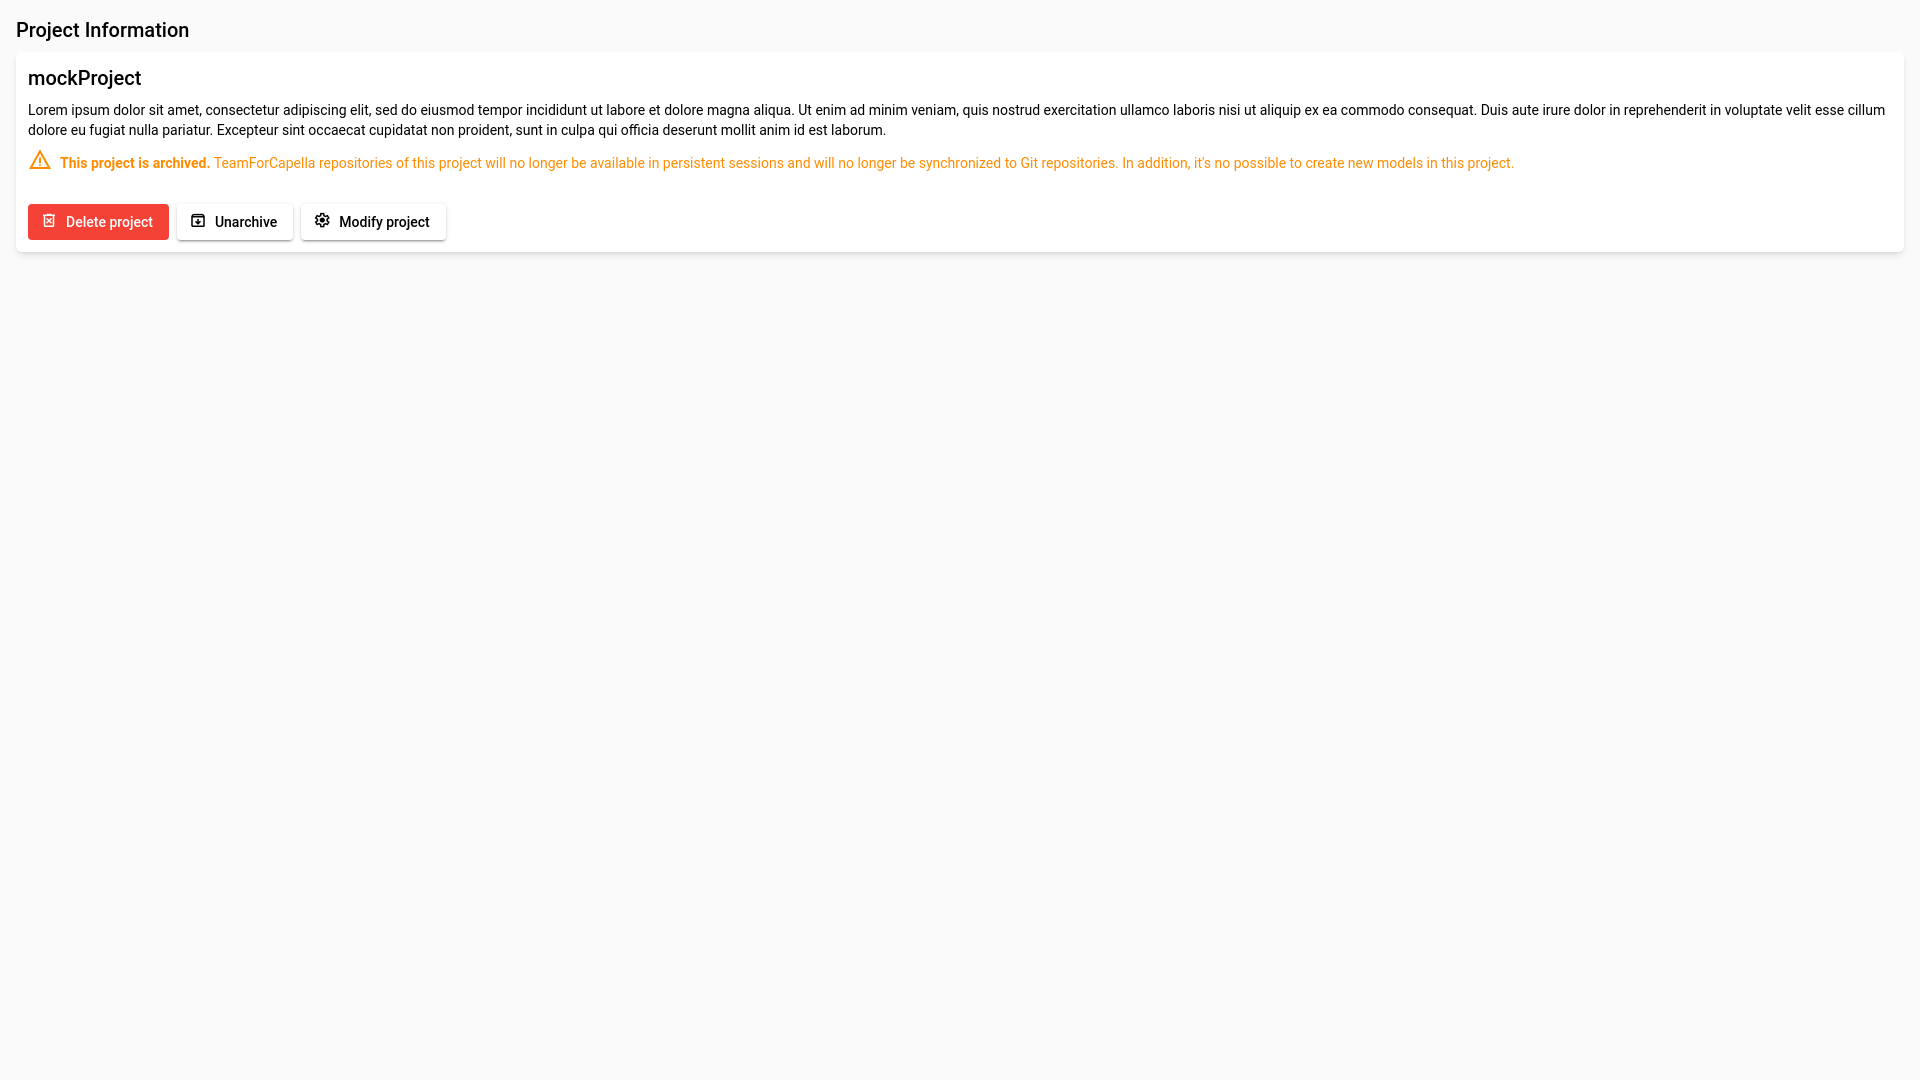 Project Information
mockProject
Lorem ipsum dolor sit amet, consectetur adipiscing elit, sed do eiusmod tempor incididunt ut labore et dolore magna aliqua. Ut enim ad minim veniam, quis nostrud exercitation ullamco laboris nisi ut aliquip ex ea commodo consequat. Duis aute irure dolor in reprehenderit in voluptate velit esse cillum
dolore eu fugiat nulla pariatur. Excepteur sint occaecat cupidatat non proident, sunt in culpa qui officia deserunt mollit anim id est laborum.
This project is archived. TeamForCapella repositories of this project will no longer be available in persistent sessions and will no longer be synchronized to Git repositories. In addition, it's no possible to create new models in this project.
Delete project Unarchive Modify project